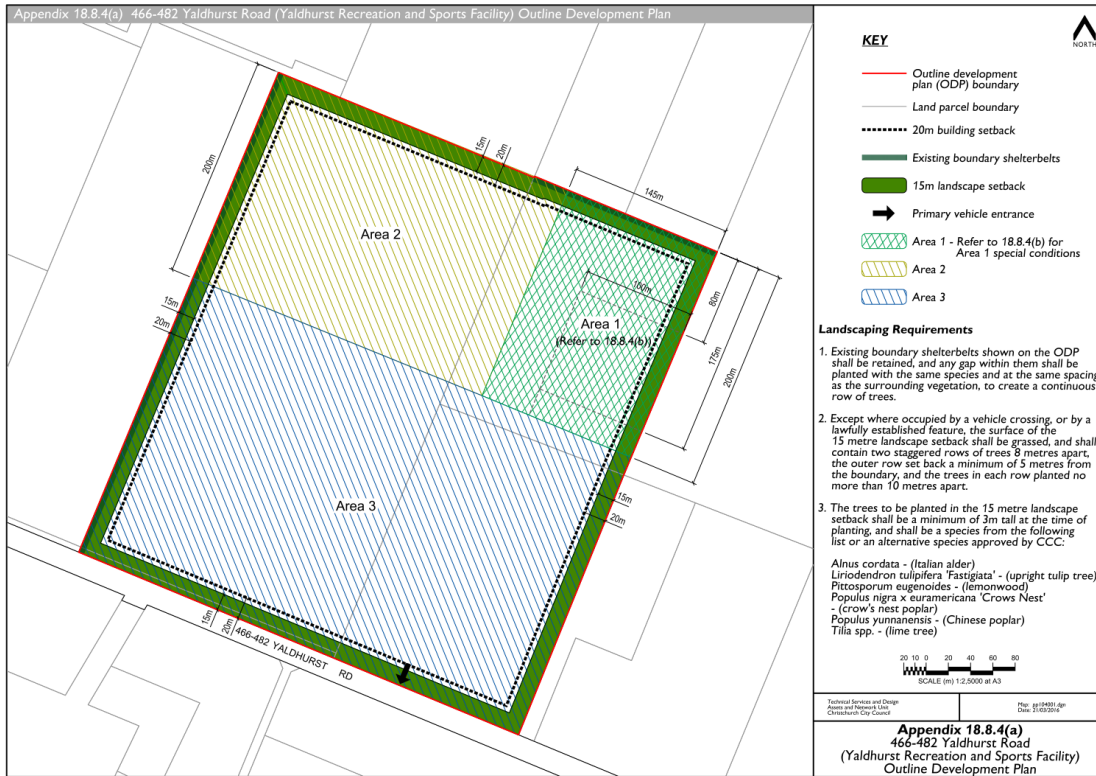 Appendix 18.8.4(a) 466-482 Yaldhurst Road (Yaldhurst Recreation and Sports Facility) Outline Development Plan
200m
15m
20m
145m
Area 2
100m
80m
Area 1
(Refer to 18.8.4(b))
175m
200m
15m
20m
Area 3
15m
20m
15m
20m
466-482 YALDHURST RD
KEY
NORTH
Outline development
plan (ODP) boundary
Land parcel boundary
20m building setback
Existing boundary shelterbelts
15m landscape setback
Primary vehicle entrance
Area 1 - Refer to 18.8.4(b) for
Area 1 special conditions
Area 2
Area 3
Landscaping Requirements
1. Existing boundary shelterbelts shown on the ODP
shall be retained, and any gap within them shall be
planted with the same species and at the same spacing
as the surrounding vegetation, to create a continuous
row of trees.
2. Except where occupied by a vehicle crossing, or by a
lawfully established feature, the surface of the
15 metre landscape setback shall be grassed, and shall
contain two staggered rows of trees 8 metres apart,
the outer row set back a minimum of 5 metres from
the boundary, and the trees in each row planted no
more than 10 metres apart.
3. The trees to be planted in the 15 metre landscape
setback shall be a minimum of 3m tall at the time of
planting, and shall be a species from the following
list or an alternative species approved by CCC:
Alnus cordata - (Italian alder)
Liriodendron tulipifera 'Fastigiata' - (upright tulip tree)
Pittosporum eugenoides - (lemonwood)
Populus nigra x euramericana 'Crows Nest'
- (crow's nest poplar)
Populus yunnanensis - (Chinese poplar)
Tilia spp. - (lime tree)
20 10 0 20 40 60 80
SCALE (m) 1:2,5000 at A3
Technical Services and Design
Assets and Network Unit
Christchurch City Council
Map: pp104001.dgn
Date: 21/03/2016
Appendix 18.8.4(a)
466-482 Yaldhurst Road
(Yaldhurst Recreation and Sports Facility)
Outline Development Plan